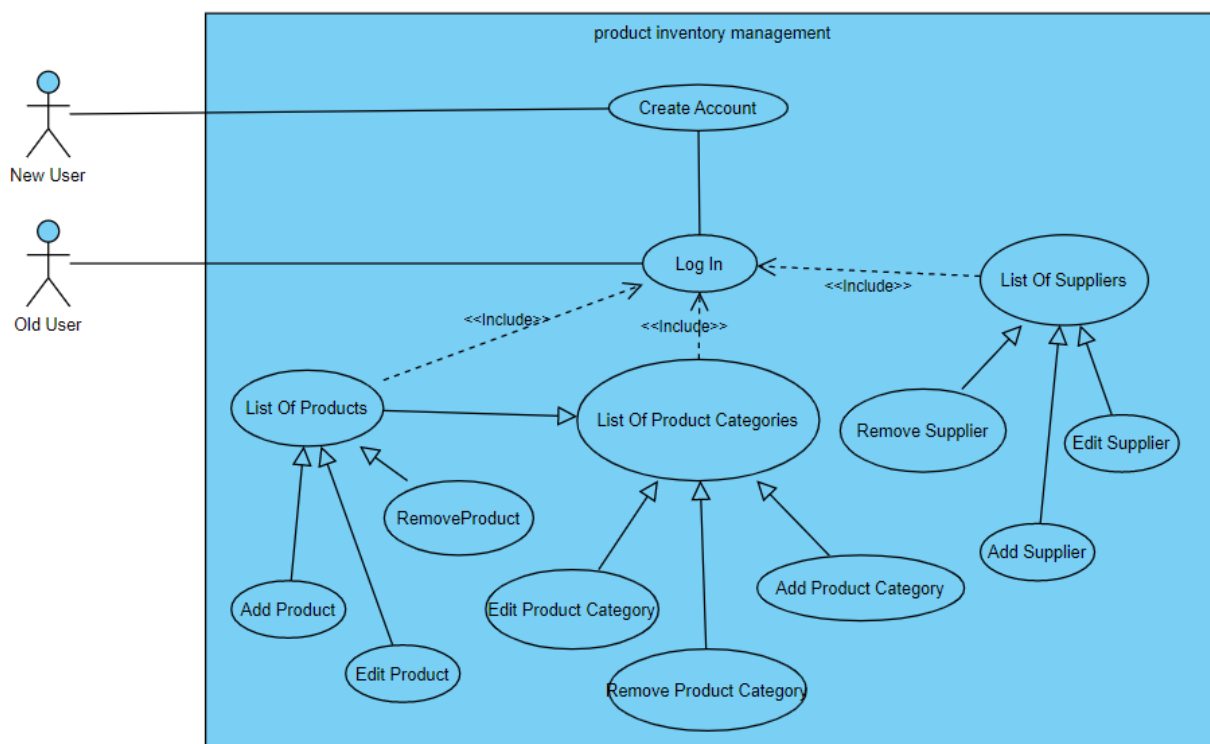 product inventory management
Create Account
New User
Log In
Old User
List Of Suppliers
<<Include>>
<<Include>>
<<Include>>
List Of Products
List Of Product Categories
Remove Supplier
Edit Supplier
RemoveProduct
Add Supplier
Add Product
Edit Product Category
Add Product Category
Edit Product
Remove Product Category